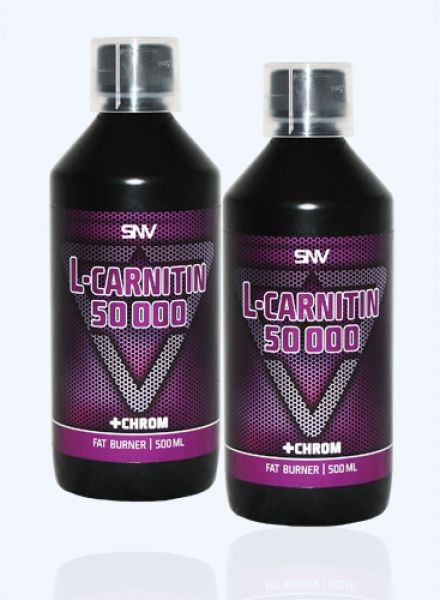 SNV
L-CARNITIN
50 000
+CHROM
FAT BURNER | 500 ML
SNV
L-CARNITIN
50 000
+CHROM
FAT BURNER | 500 ML